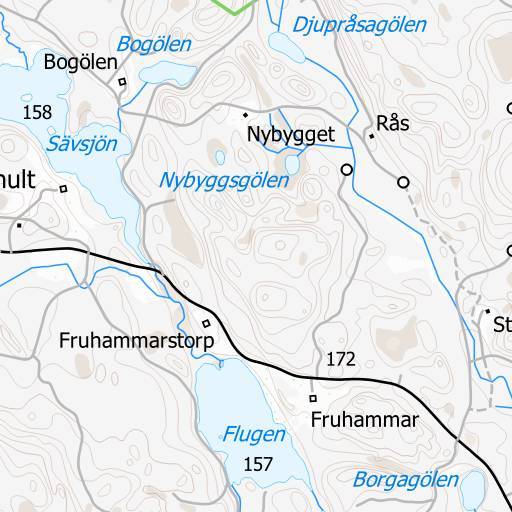 Djupråsagölen
Bogölen
Bogölen
158
Rås
Nybygget
Sävsjön
Nybyggsgölen
hult
St
Fruhammarstorp
172
Fruhammar
Flugen
157
Borgagölen